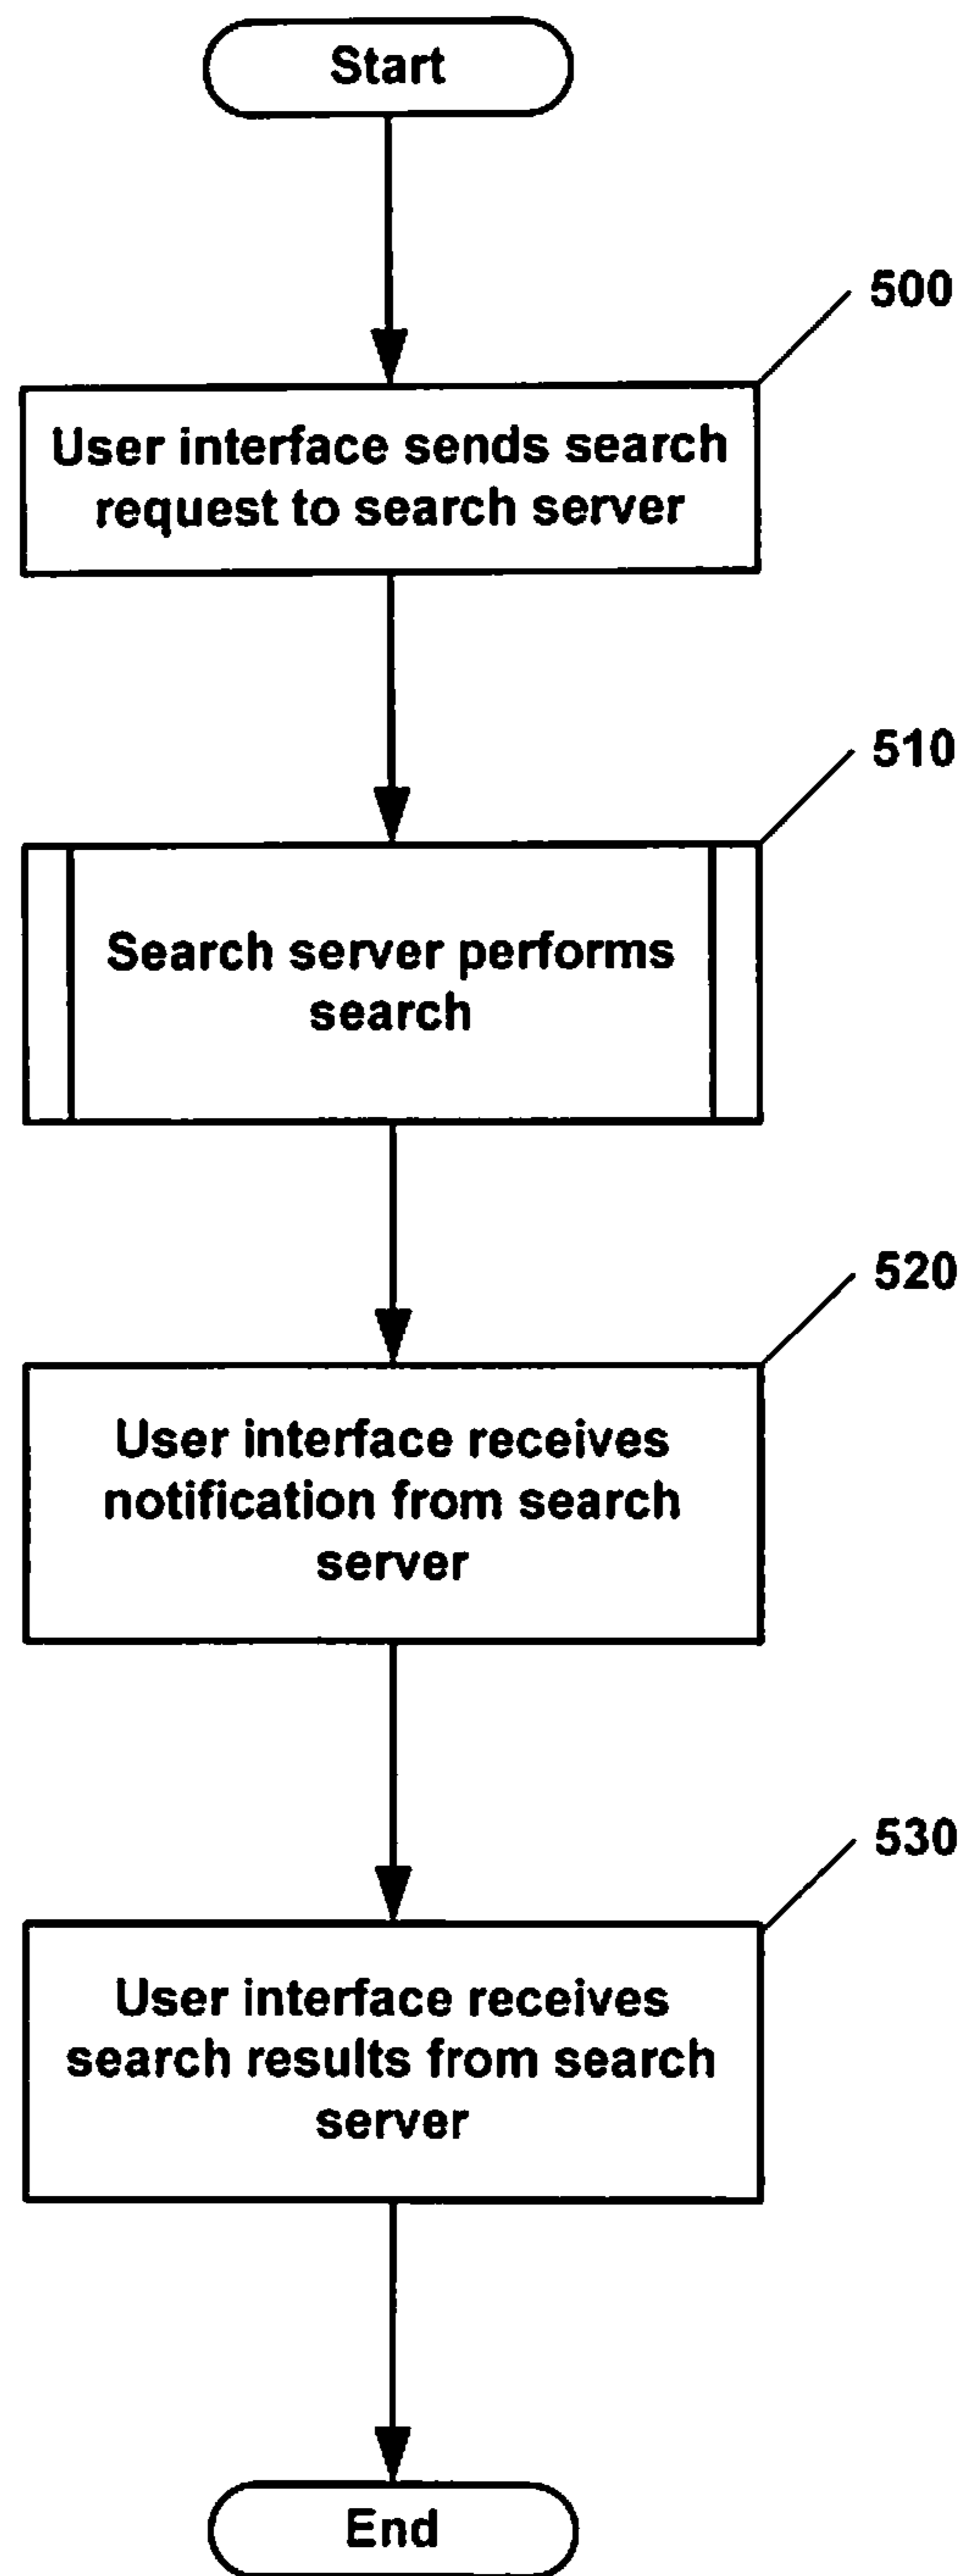 Start
500
User interface sends search
request to search server
510
Search server performs
search
520
User interface receives
notification from search
server
530
User interface receives
search results from search
server
End